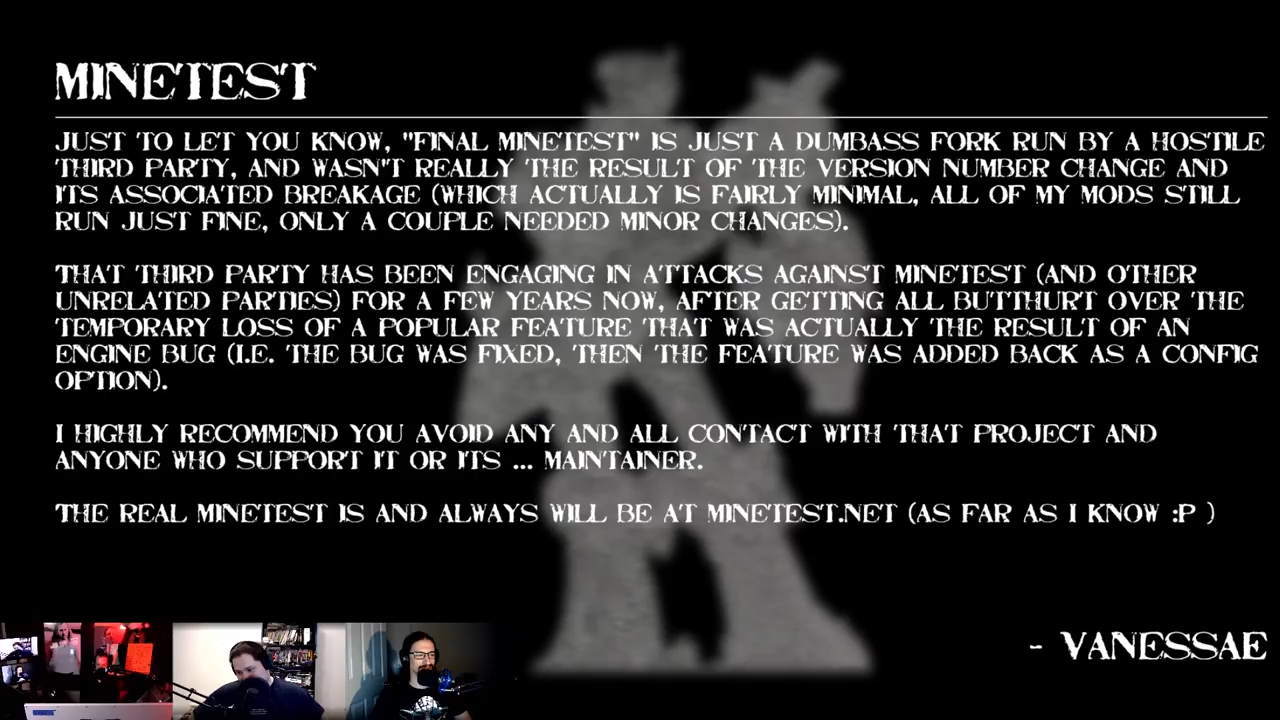 MINETEST
JUST TO LET YOU KNOW, "FINAL MINETEST" IS JUST A DUMBASS FORK RUN BY A HOSTILE
THIRD PARTY, AND WASN'T REALLY THE RESULT OF THE VERSION NUMBER CHANGE AND
ITS ASSOCIATED BREAKAGE (WHICH ACTUALLY IS FAIRLY MINIMAL, ALL OF MY MODS STILL
RUN JUST FINE, ONLY A COUPLE NEEDED MINOR CHANGES).
THAT THIRD PARTY HAS BEEN ENGAGING IN ATTACKS AGAINST MINETEST (AND OTHER
UNRELATED PARTIES) FOR A FEW YEARS NOW, AFTER GETTING ALL BUTTHURT OVER THE
TEMPORARY LOSS OF A POPULAR FEATURE THAT WAS ACTUALLY THE RESULT OF AN
ENGINE BUG (I.E. THE BUG WAS FIXED, THEN THE FEATURE WAS ADDED BACK AS A CONFIG
OPTION).
I HIGHLY RECOMMEND YOU AVOID ANY AND ALL CONTACT WITH THAT PROJECT AND
ANYONE WHO SUPPORT IT OR ITS ... MAINTAINER.
THE REAL MINETEST IS AND ALWAYS WILL BE AT MINETEST.NET (AS FAR AS I KNOW :P )
- VANESSAE